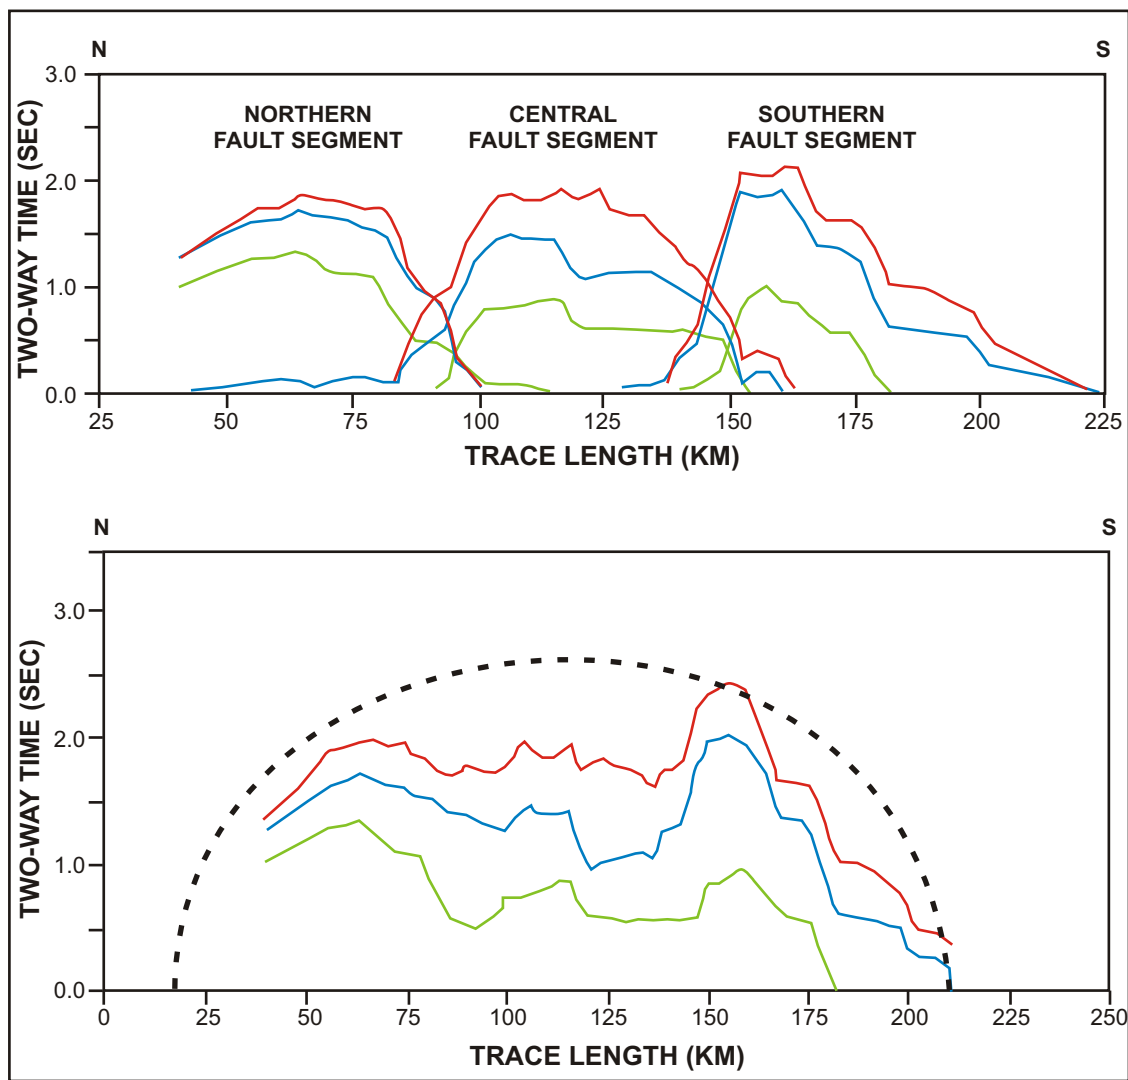 N S
3.0
NORTHERN CENTRAL SOUTHERN
FAULT SEGMENT FAULT SEGMENT FAULT SEGMENT
2.0
TWO-WAY TIME (SEC)
1.0
0.0
25 50 75 100 125 150 175 200 225
TRACE LENGTH (KM)
N S
3.0
2.0
TWO-WAY TIME (SEC)
1.0
0.0
0 25 50 75 100 125 150 175 200 225 250
TRACE LENGTH (KM)